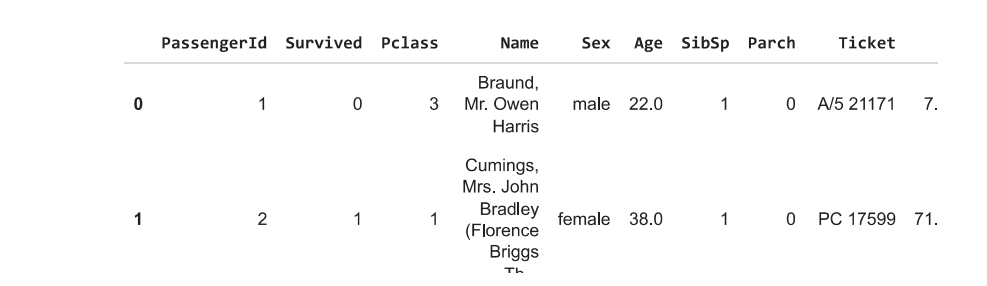 PassengerId Survived Pclass Name Sex Age SibSp Parch Ticket
Braund,
0 1 0 3 Mr. Owen male 22.0 1 0 A/5 21171 7.
Harris
Cumings,
Mrs. John
Bradley
1 2 1 1 (Florence female 38.0 1 0 PC 17599 71.
Briggs
Th...